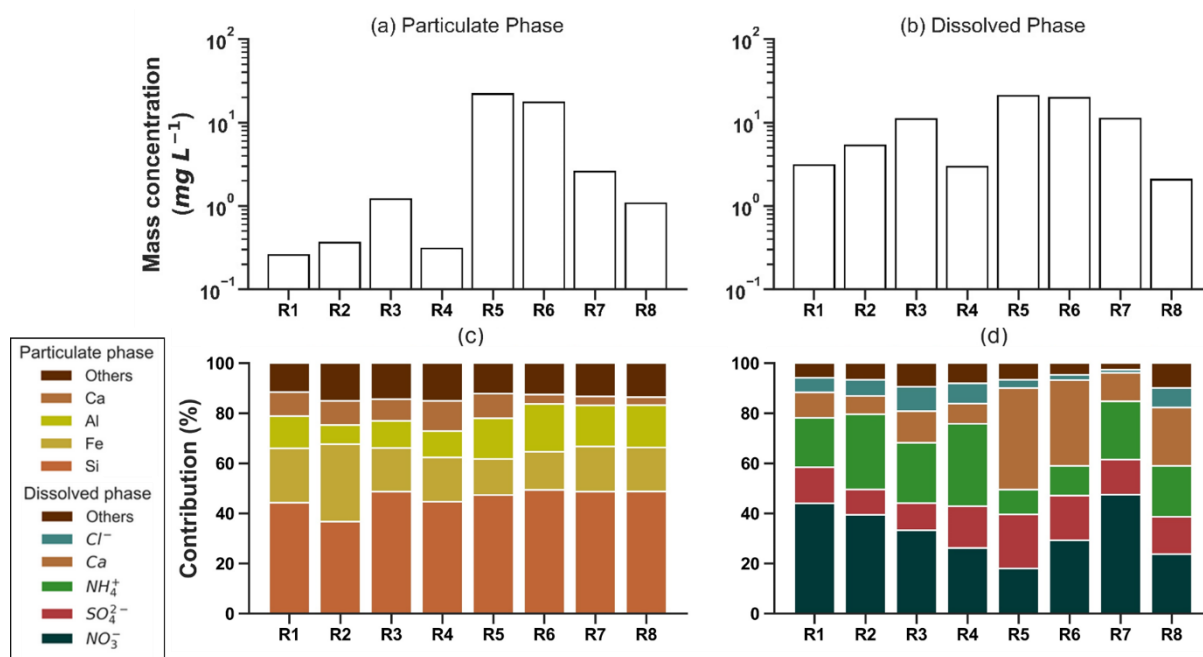 (a) Particulate Phase
(b) Dissolved Phase
Mass concentration
(mg L⁻¹)
10²
10¹
10⁰
10⁻¹
R1 R2 R3 R4 R5 R6 R7 R8
10²
10¹
10⁰
10⁻¹
R1 R2 R3 R4 R5 R6 R7 R8
(c)
(d)
Contribution (%)
100
80
60
40
20
0
R1 R2 R3 R4 R5 R6 R7 R8
100
80
60
40
20
0
R1 R2 R3 R4 R5 R6 R7 R8
Particulate phase
Others
Ca
Al
Fe
Si
Dissolved phase
Others
Cl⁻
Ca
NH₄⁺
SO₄²⁻
NO₃⁻